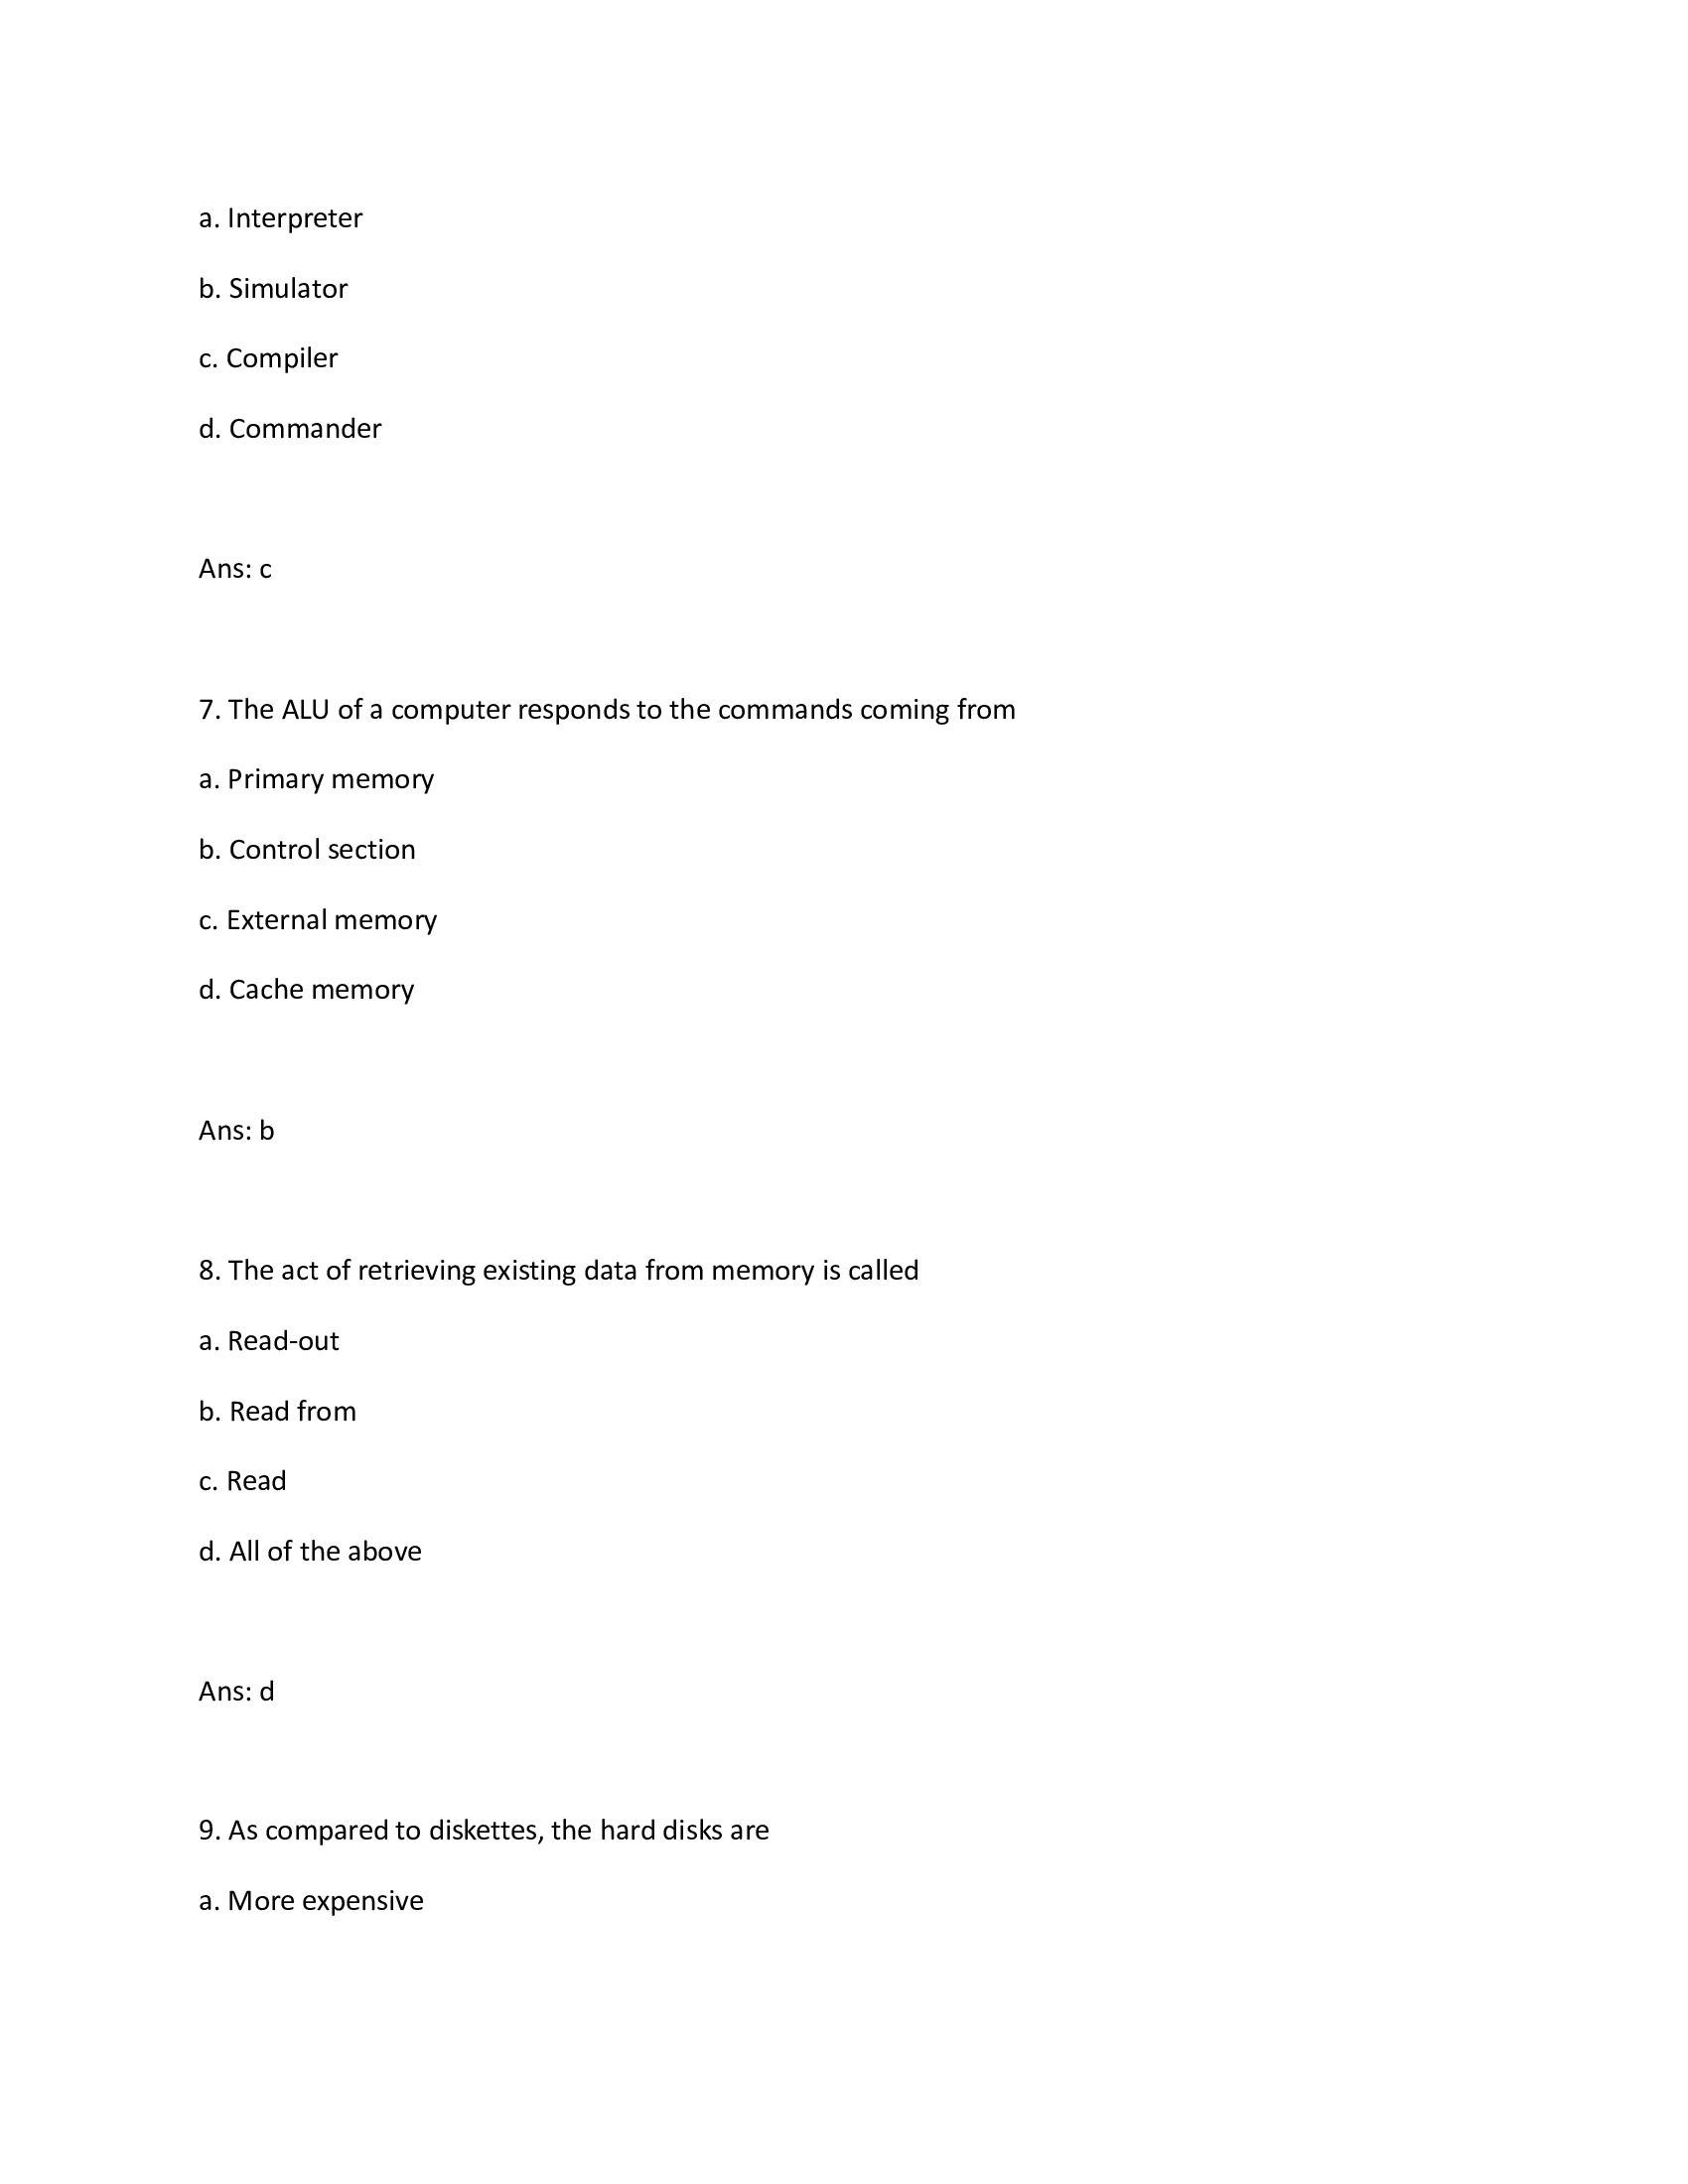 a. Interpreter
b. Simulator
c. Compiler
d. Commander
Ans: c
7. The ALU of a computer responds to the commands coming from
a. Primary memory
b. Control section
c. External memory
d. Cache memory
Ans: b
8. The act of retrieving existing data from memory is called
a. Read-out
b. Read from
c. Read
d. All of the above
Ans: d
9. As compared to diskettes, the hard disks are
a. More expensive